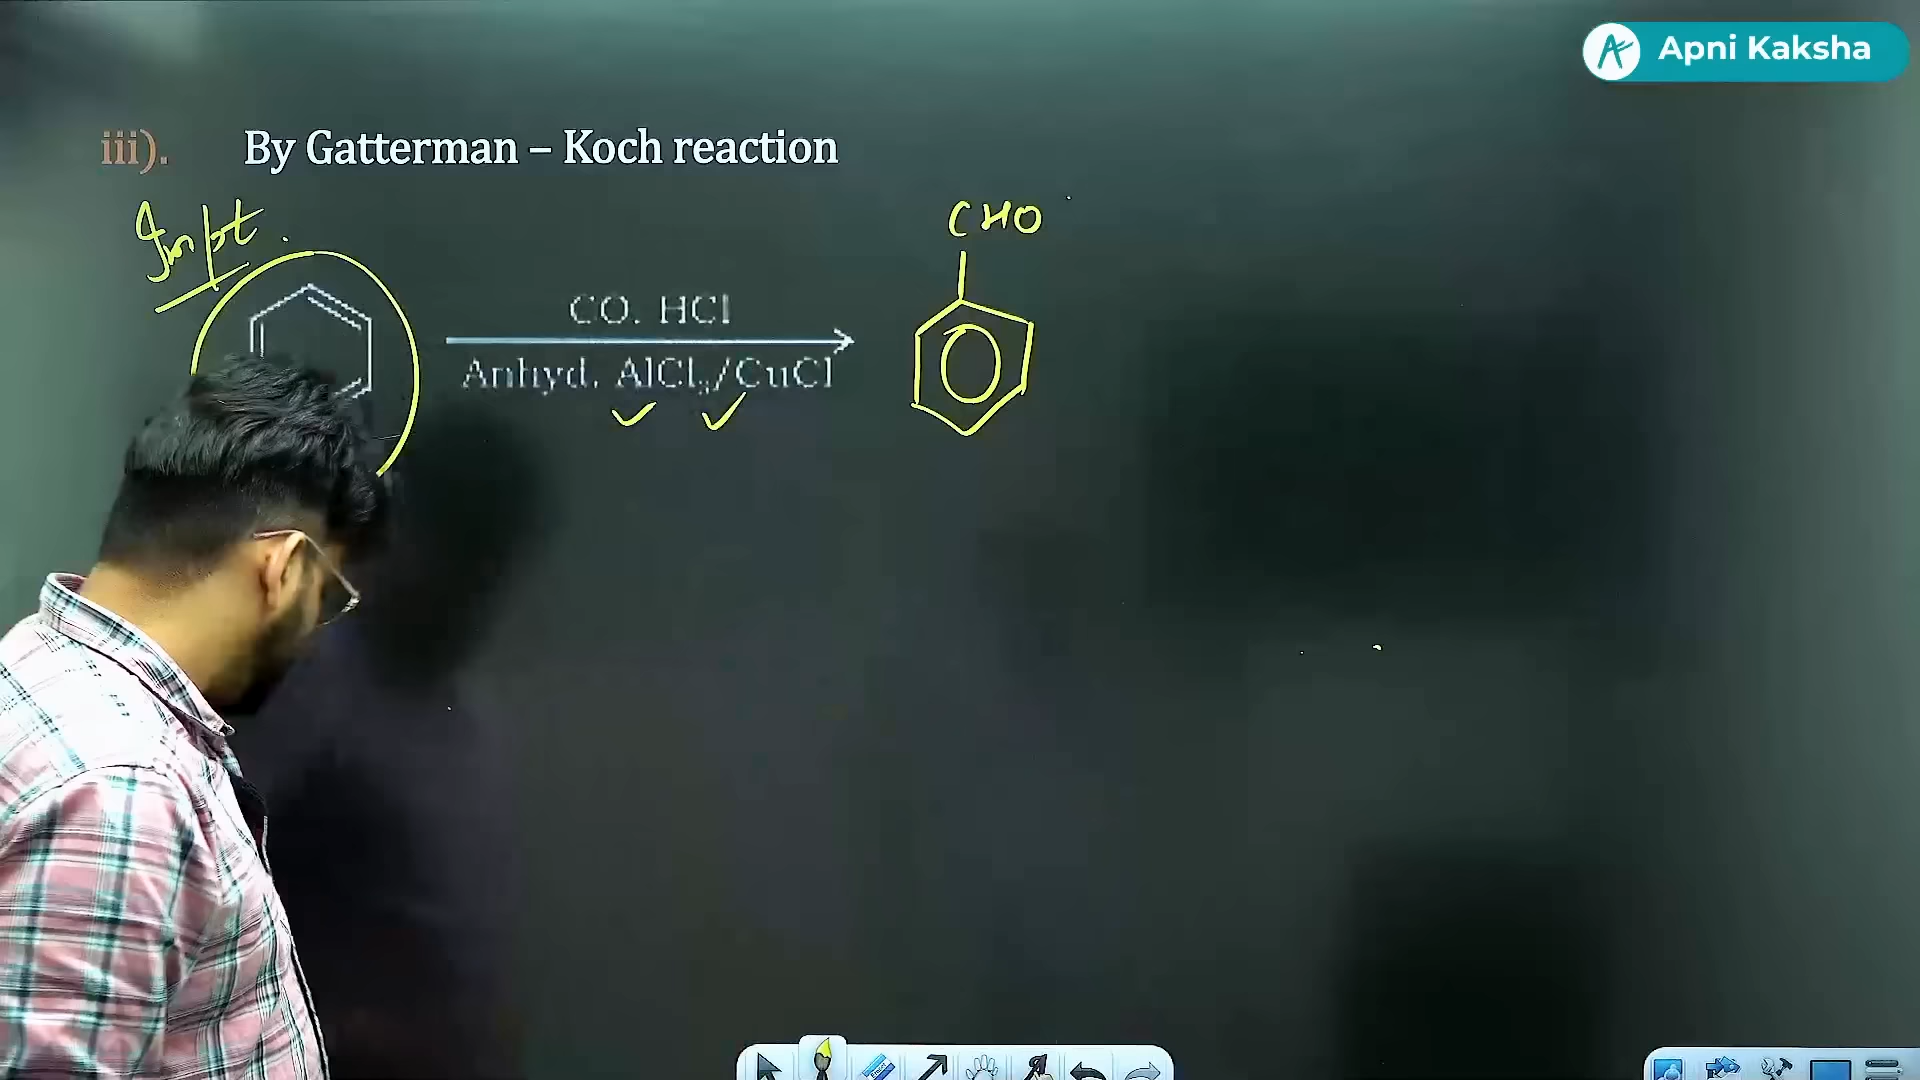 Apni Kaksha
iii). By Gatterman – Koch reaction
Impt.
CHO
CO. HCl
Anhyd. AlCl₃/CuCl